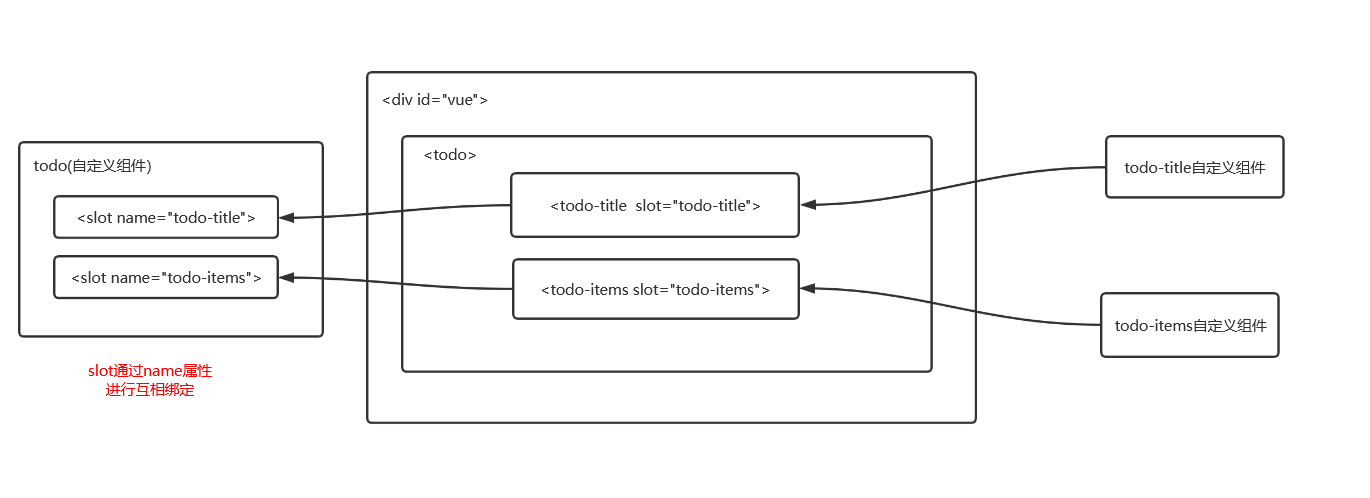 <div id="vue">
<todo>
todo(自定义组件)
<slot name="todo-title">
<slot name="todo-items">
<todo-title  slot="todo-title">
<todo-items slot="todo-items">
todo-title自定义组件
todo-items自定义组件
slot通过name属性
进行互相绑定